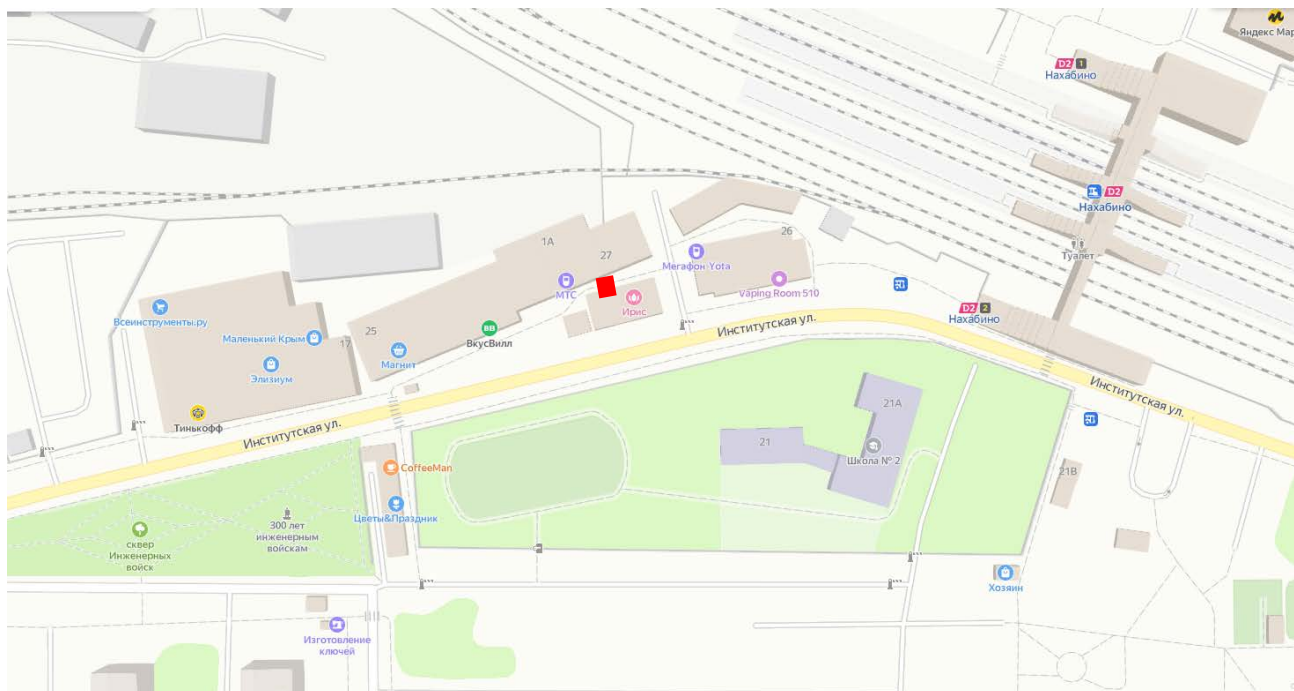 Яндекс Мар
D2 1
Нахабино
D2
Нахабино
Туалет
26
1А
27
Мегафон-Yota
МТС
Vaping Room 510
Ирис
D2 2
Нахабино
Всеинструменты.ру
Маленький Крым
17
25
ВВ
ВкусВилл
Институтская ул.
Магнит
Элизиум
Институтская ул.
Тинькофф
Институтская ул.
21А
21
Школа № 2
21В
CoffeeMan
Цветы&Праздник
300 лет
инженерным
войскам
сквер
Инженерных
войск
Хозяин
Изготовление
ключей